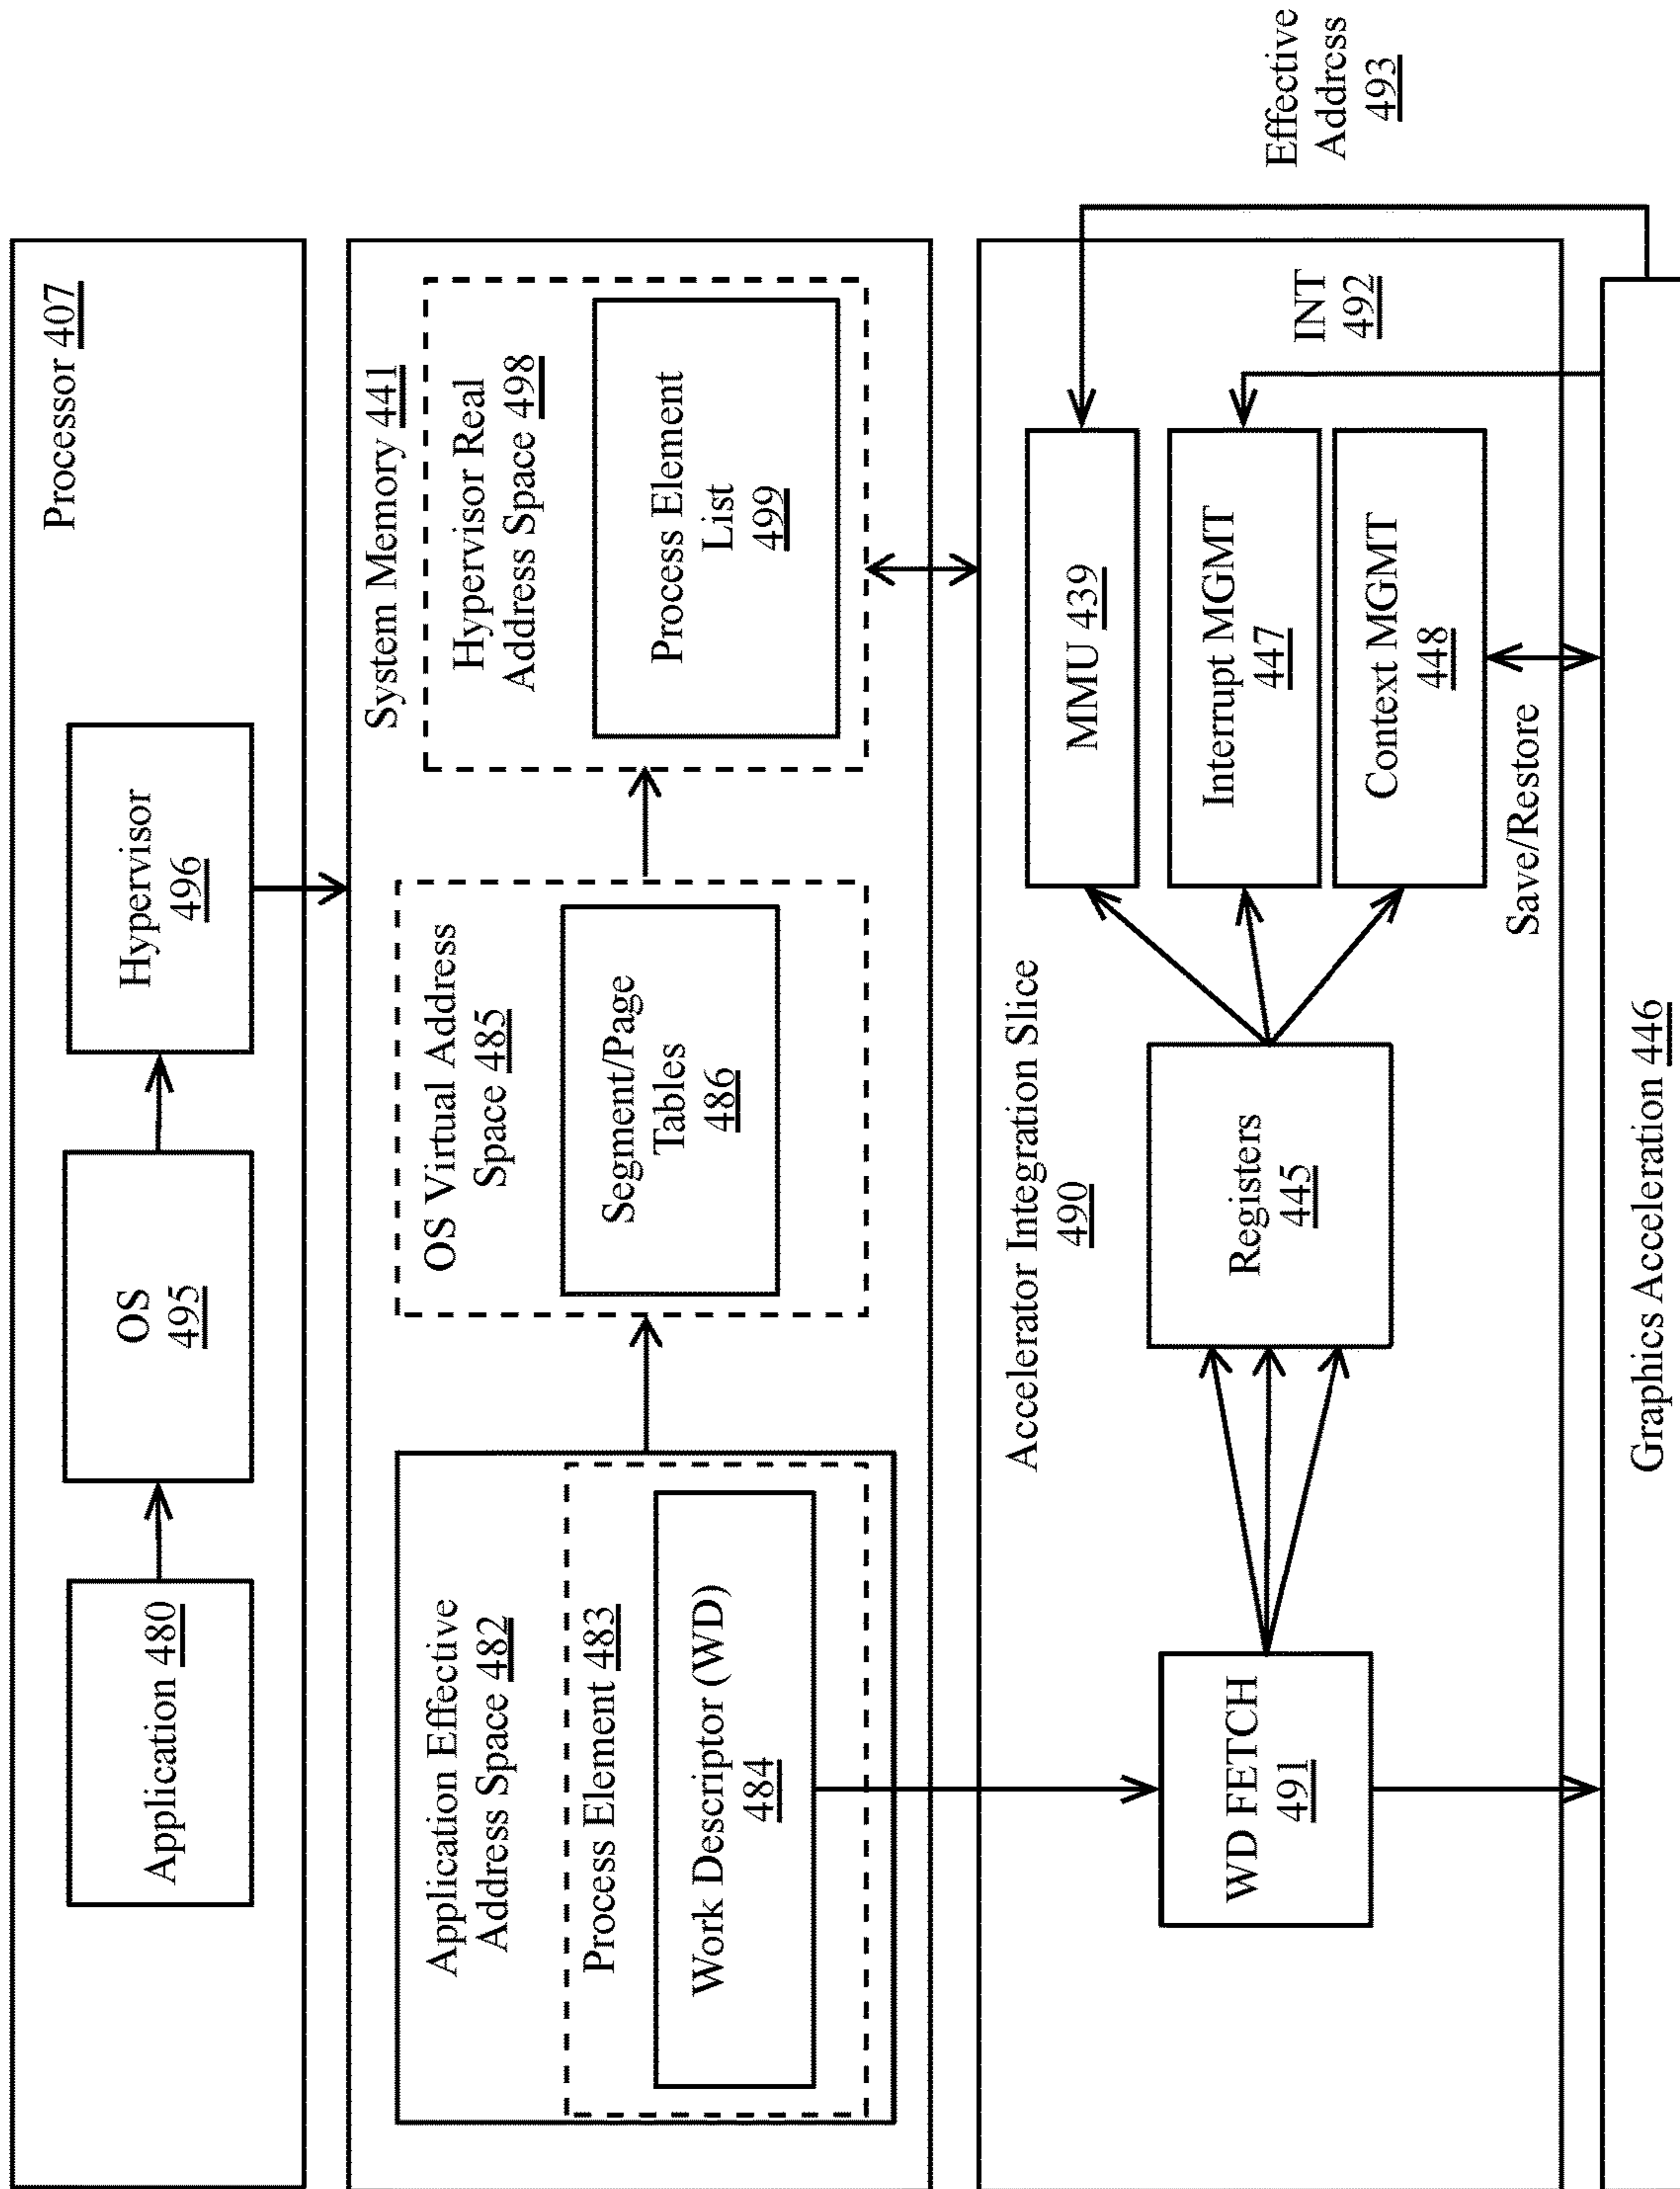 Processor 407
Application 480
OS
495
Hypervisor
496
System Memory 441
Application Effective
Address Space 482
Process Element 483
Work Descriptor (WD)
484
OS Virtual Address
Space 485
Segment/Page
Tables
486
Hypervisor Real
Address Space 498
Process Element
List
499
Accelerator Integration Slice
490
WD FETCH
491
Registers
445
MMU 439
Interrupt MGMT
447
Context MGMT
448
Save/Restore
INT
492
Effective
Address
493
Graphics Acceleration 446